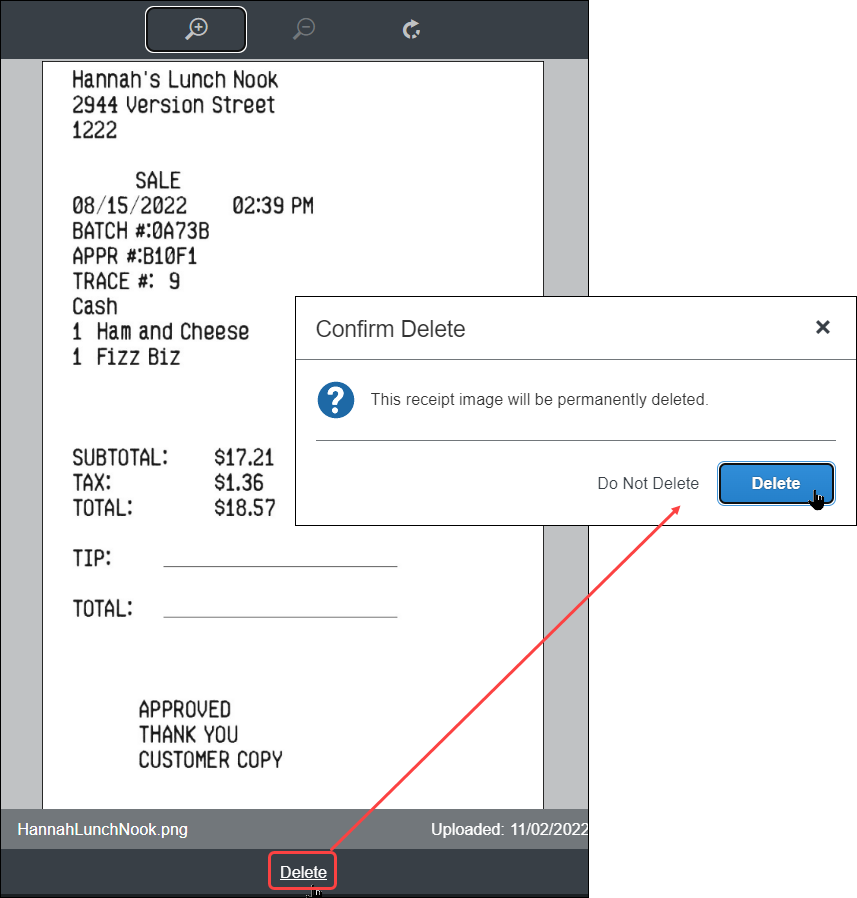 Hannah's Lunch Nook
2944 Version Street
1222
SALE
08/15/2022 02:39 PM
BATCH #:0A73B
APPR #:B10F1
TRACE #: 9
Cash
1 Ham and Cheese
1 Fizz Biz
SUBTOTAL: $17.21
TAX: $1.36
TOTAL: $18.57
TIP:
TOTAL:
APPROVED
THANK YOU
CUSTOMER COPY
HannahLunchNook.png Uploaded: 11/02/2022
Delete
Confirm Delete
This receipt image will be permanently deleted.
Do Not Delete Delete